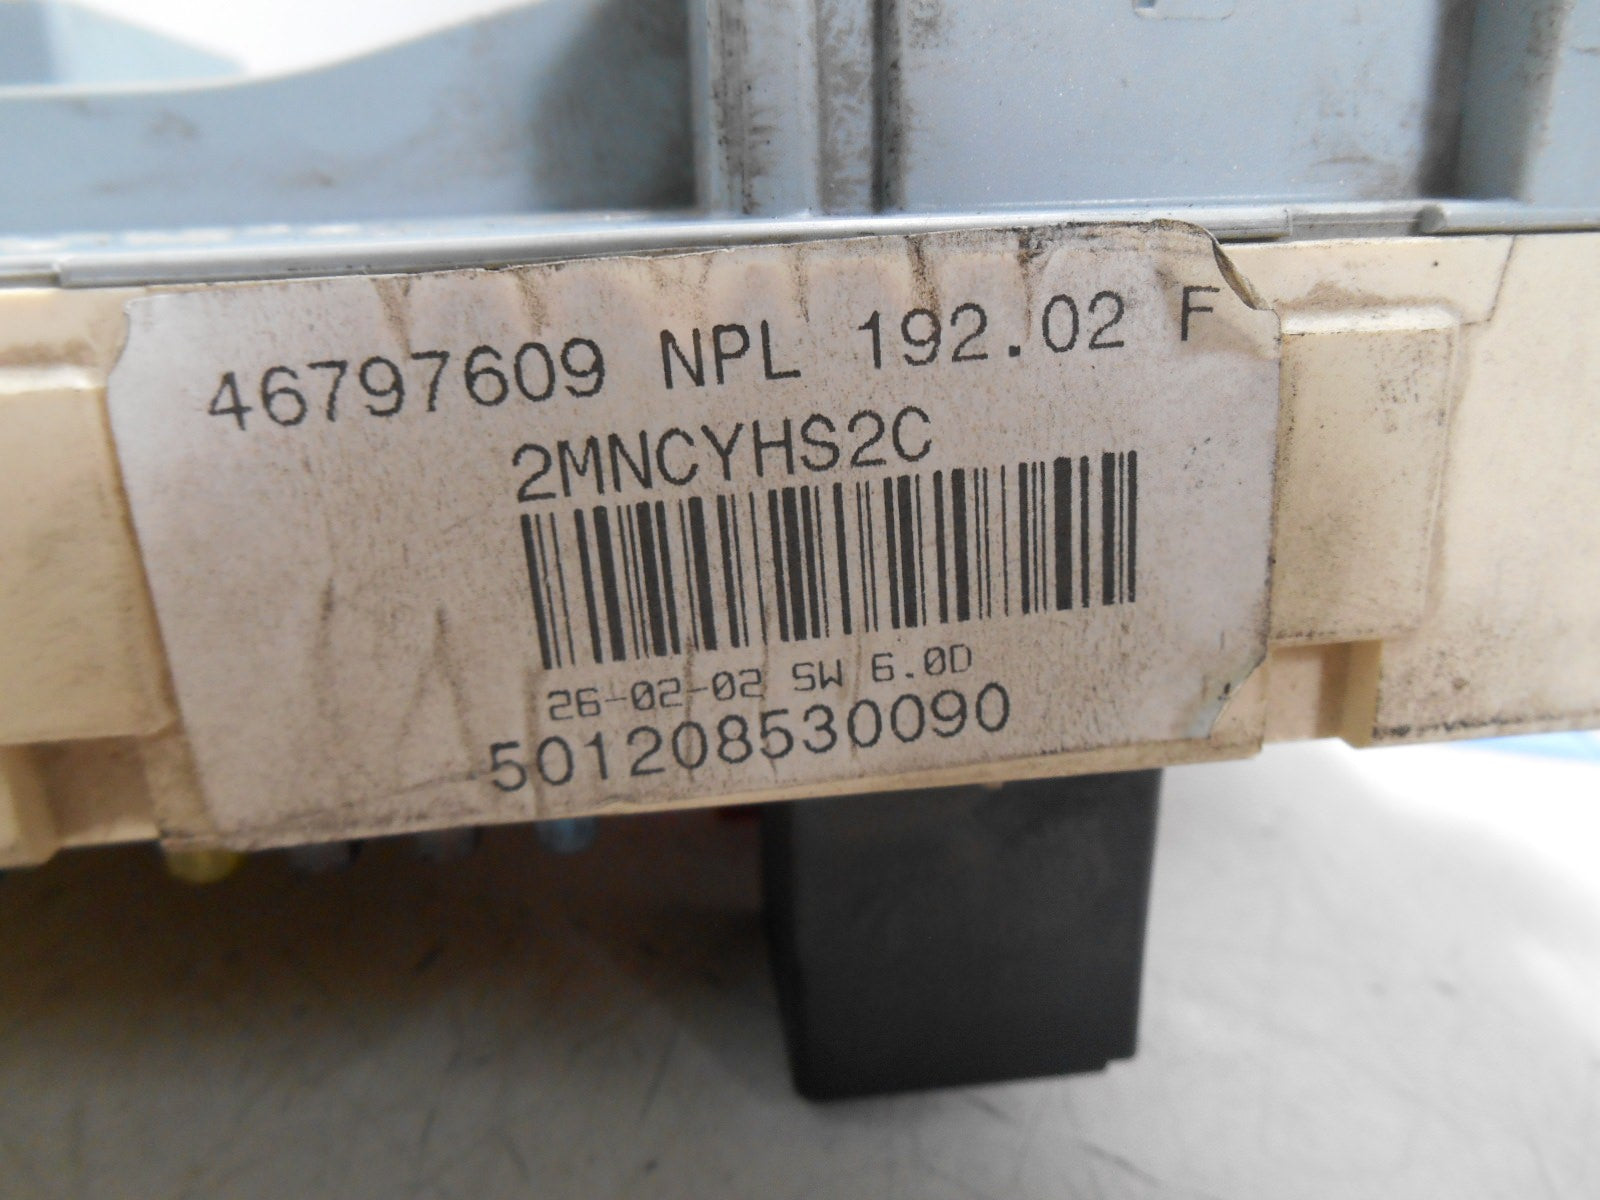 46797609 NPL 192.02 F
2MNCYHS2C
26-02-02 SW 6.0D
501208530090